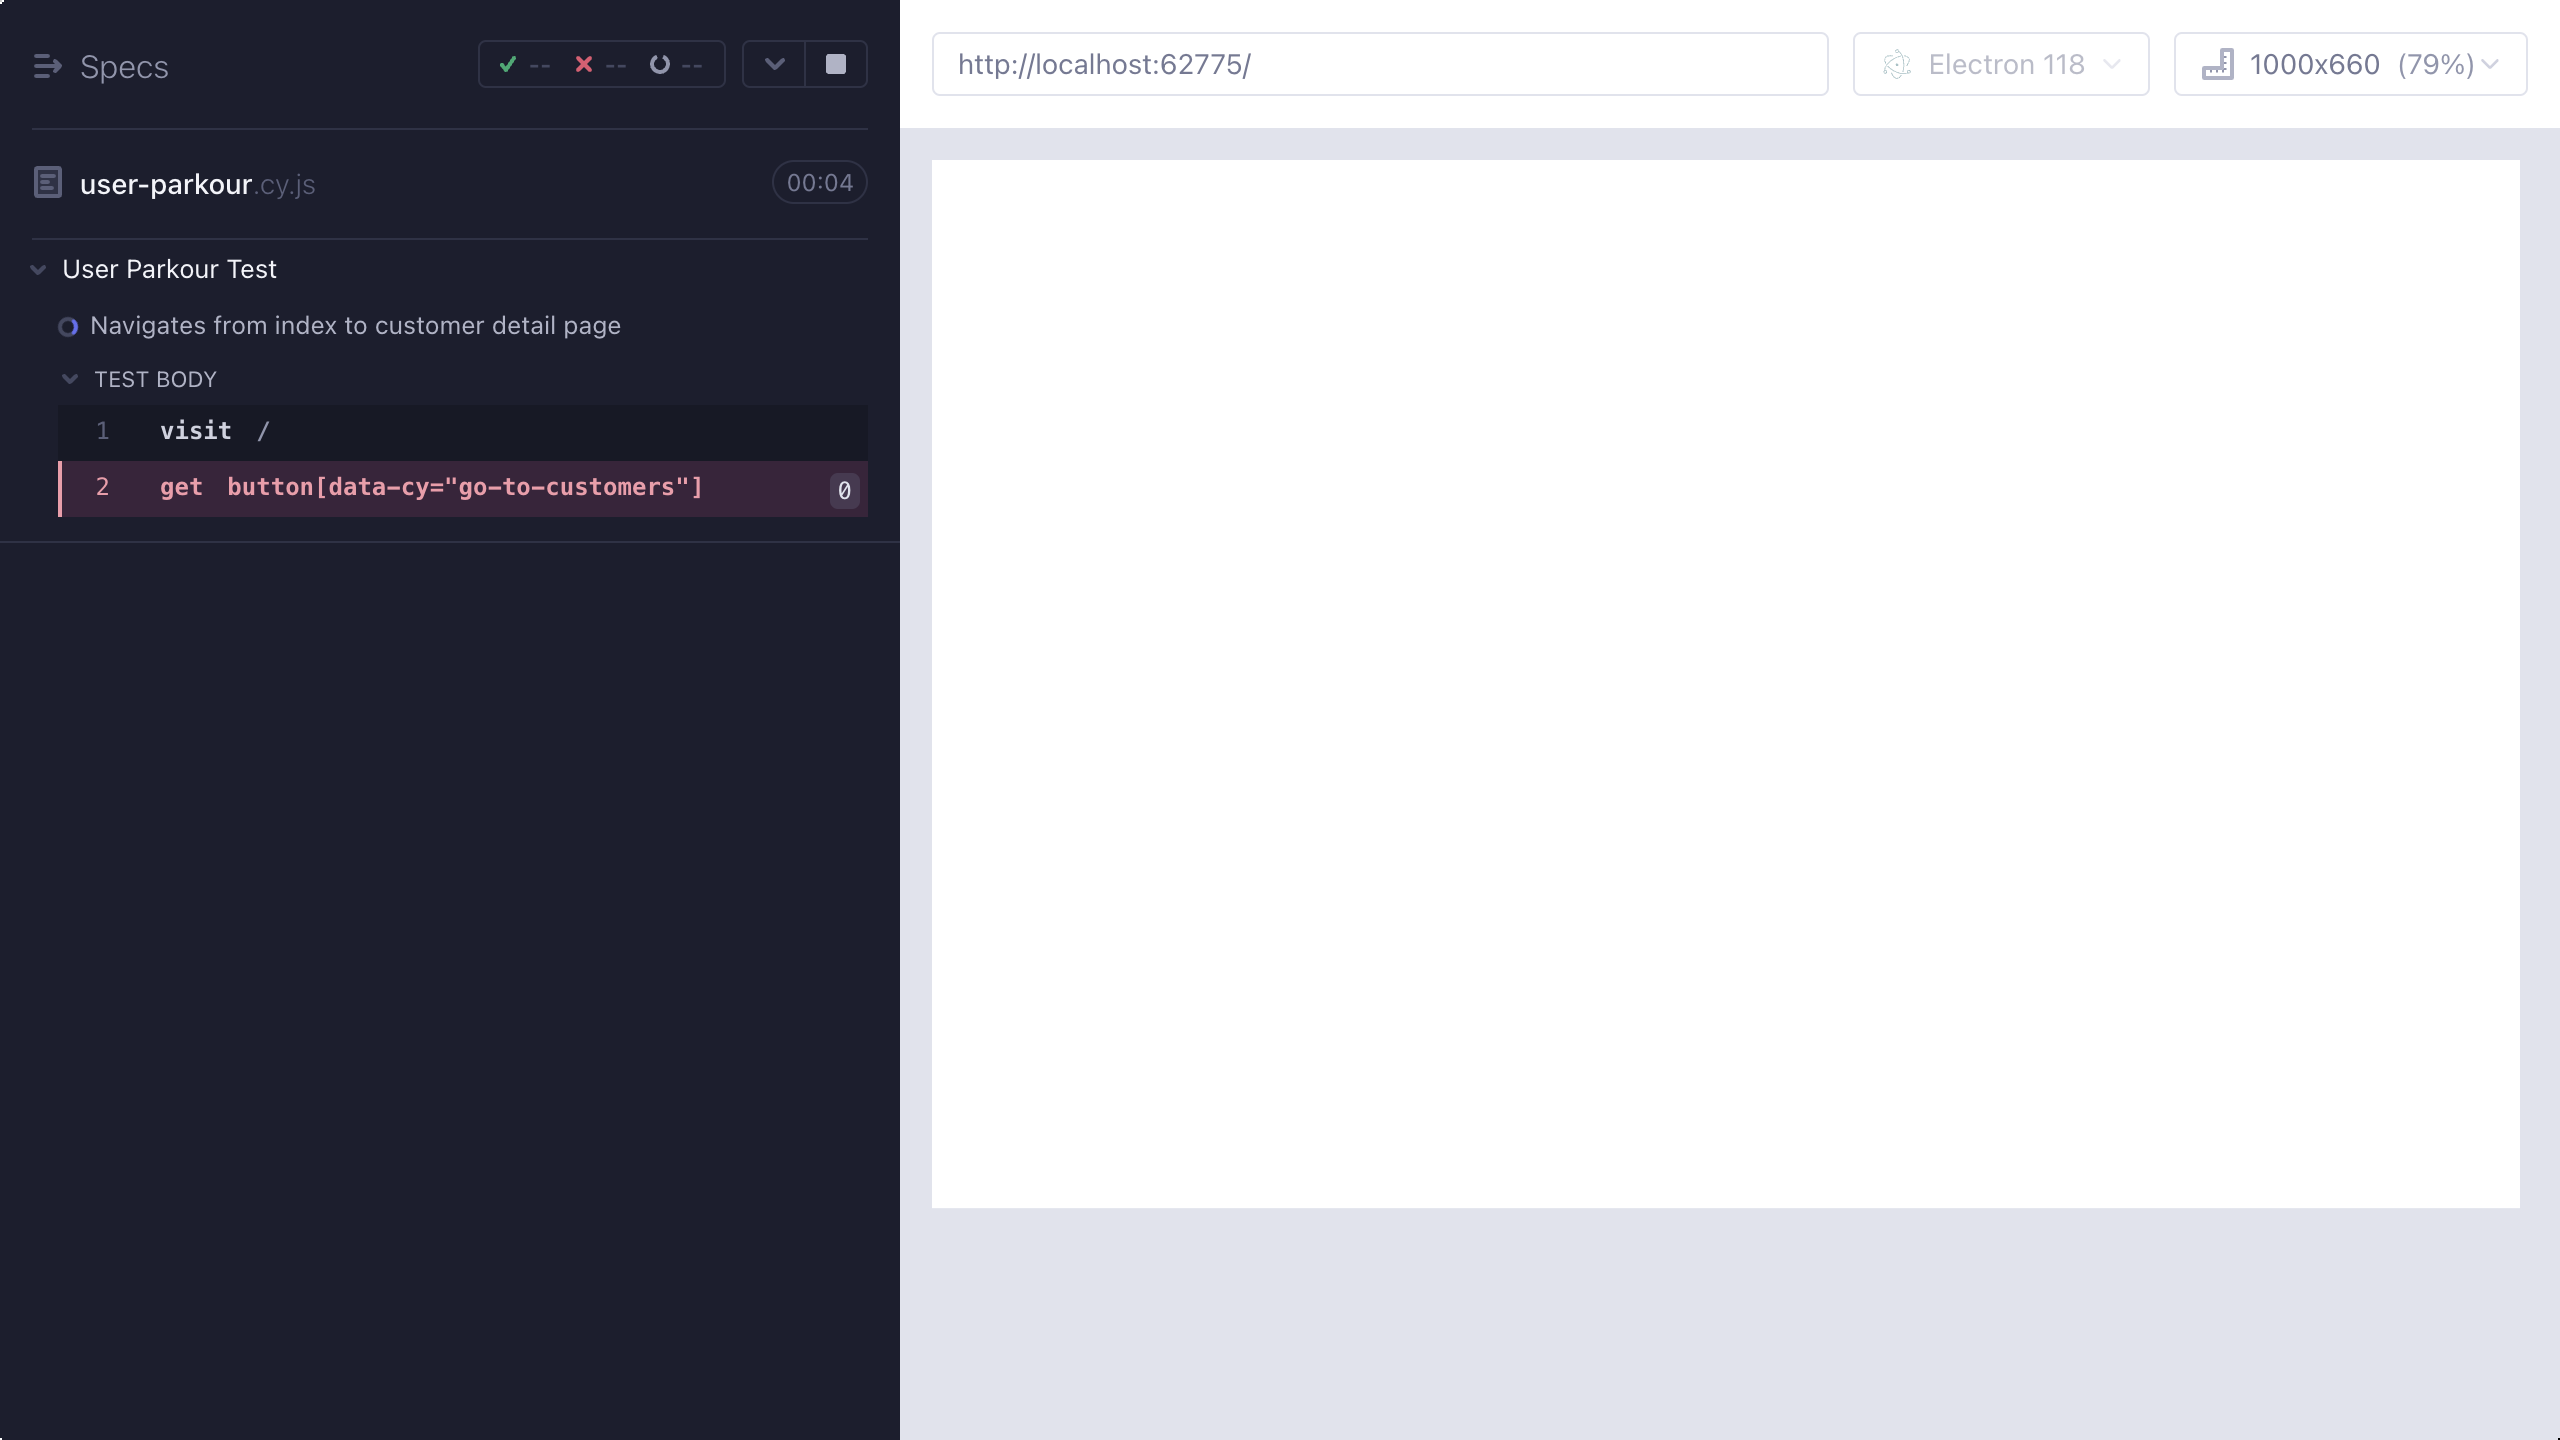 Specs
-- -- --
user-parkour.cy.js
00:04
User Parkour Test
Navigates from index to customer detail page
TEST BODY
1 visit /
2 get button[data-cy="go-to-customers"] 0
http://localhost:62775/
Electron 118
1000x660 (79%)